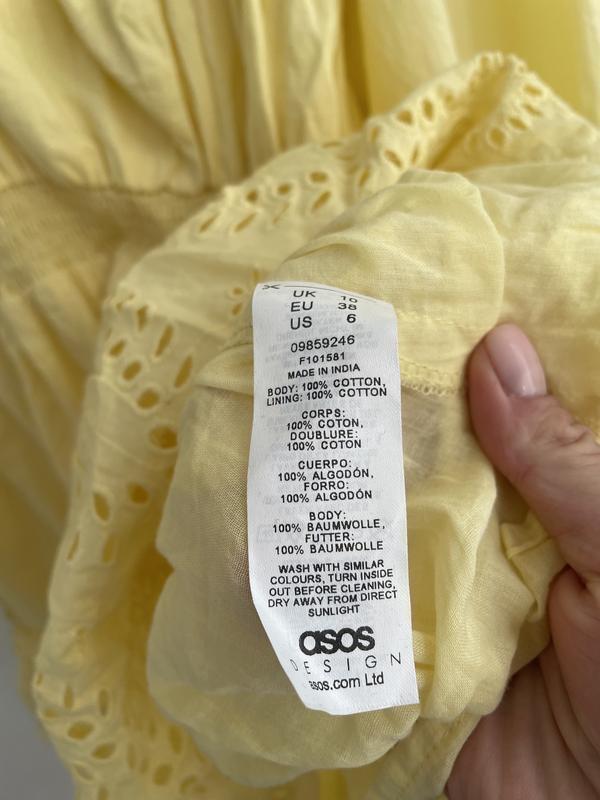 UK 10
EU 38
US 6
09859246
F101581
MADE IN INDIA
BODY: 100% COTTON,
LINING: 100% COTTON
CORPS:
100% COTON,
DOUBLURE:
100% COTON
CUERPO:
100% ALGODÓN,
FORRO:
100% ALGODÓN
BODY:
100% BAUMWOLLE,
FUTTER:
100% BAUMWOLLE
WASH WITH SIMILAR
COLOURS, TURN INSIDE
OUT BEFORE CLEANING,
DRY AWAY FROM DIRECT
SUNLIGHT
asos
DESIGN
asos.com Ltd